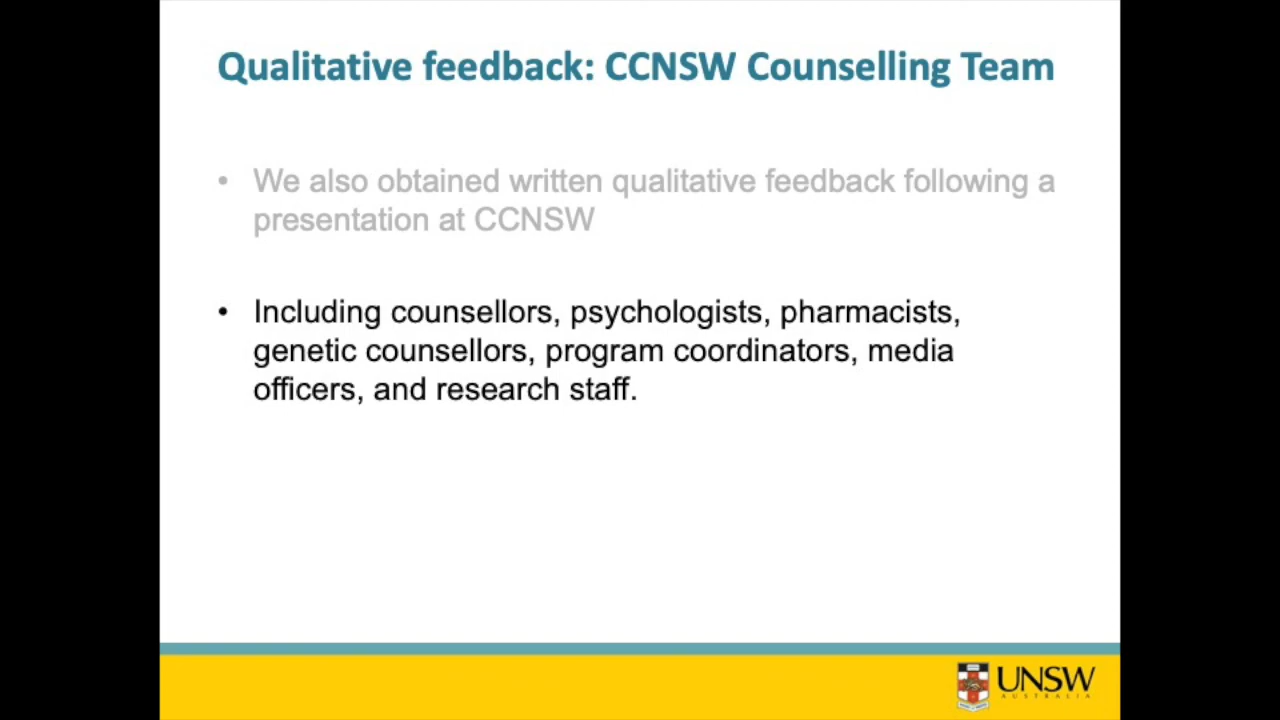 Qualitative feedback: CCNSW Counselling Team
• We also obtained written qualitative feedback following a
presentation at CCNSW
• Including counsellors, psychologists, pharmacists,
genetic counsellors, program coordinators, media
officers, and research staff.
UNSW
AUSTRALIA